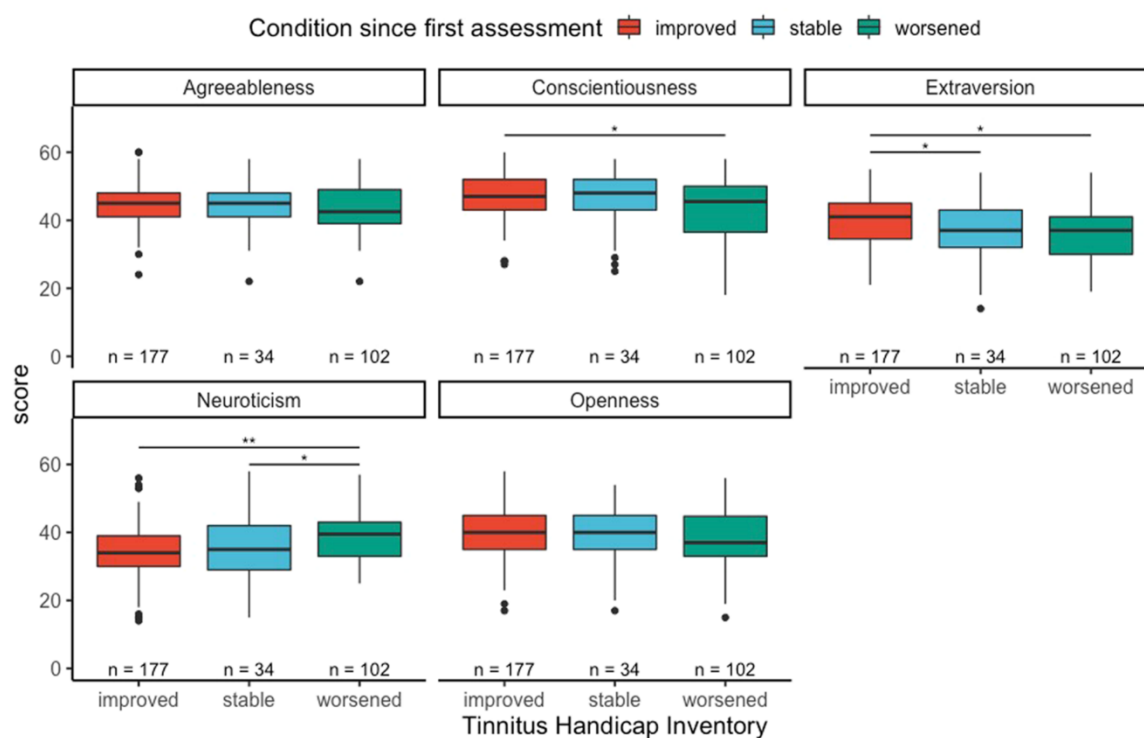 Condition since first assessment improved stable worsened
Agreeableness Conscientiousness Extraversion
* * *
60
40
20
0
n = 177 n = 34 n = 102 n = 177 n = 34 n = 102 n = 177 n = 34 n = 102
improved stable worsened
score
Neuroticism Openness
** *
60
40
20
0
n = 177 n = 34 n = 102 n = 177 n = 34 n = 102
improved stable worsened improved stable worsened
Tinnitus Handicap Inventory